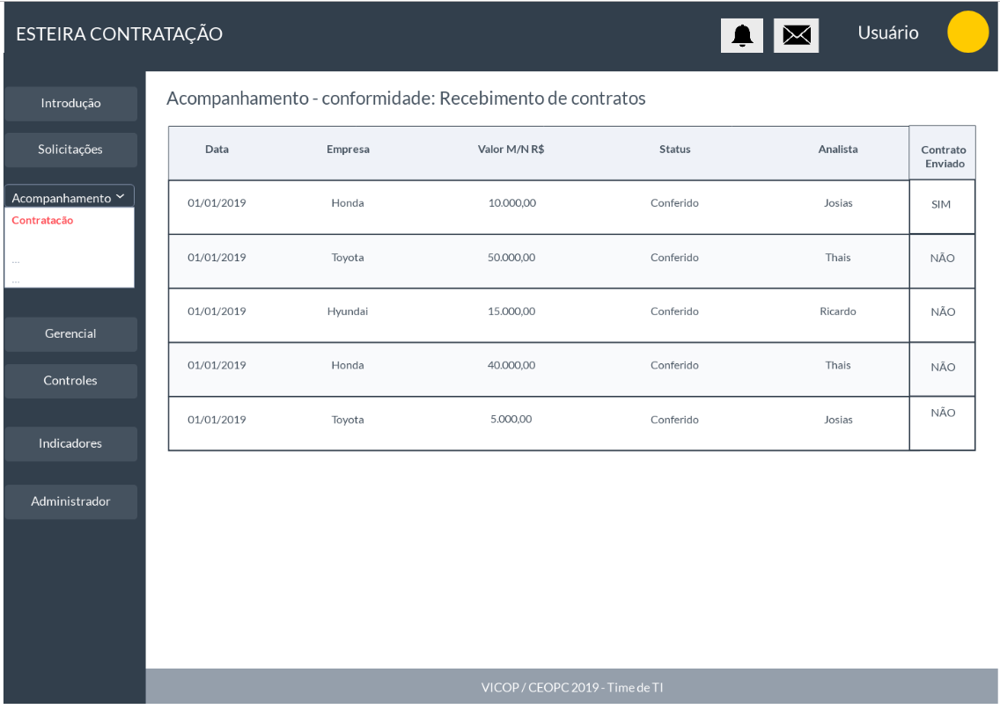 ESTEIRA CONTRATAÇÃO
Usuário
Introdução
Solicitações
Acompanhamento
Contratacão
...
...
Gerencial
Controles
Indicadores
Administrador
Acompanhamento - conformidade: Recebimento de contratos
Data Empresa Valor M/N R$ Status Analista Contrato Enviado
01/01/2019 Honda 10.000,00 Conferido Josias SIM
01/01/2019 Toyota 50.000,00 Conferido Thais NÃO
01/01/2019 Hyundai 15.000,00 Conferido Ricardo NÃO
01/01/2019 Honda 40.000,00 Conferido Thais NÃO
01/01/2019 Toyota 5.000,00 Conferido Josias NÃO
VICOP / CEOPC 2019 - Time de TI